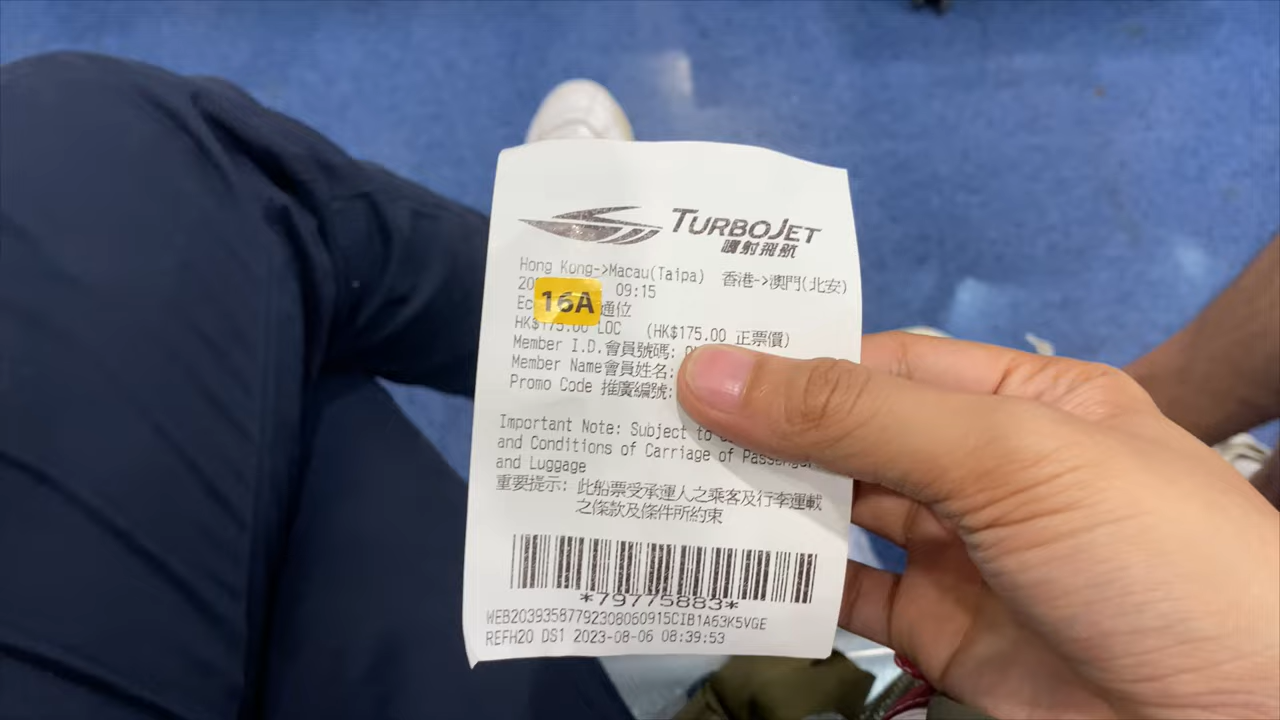 TURBOJET
噴射飛航
Hong Kong->Macau(Taipa) 香港->澳門(北安)
09:15
16A
通位
HK$175.00 LOC (HK$175.00 正票價)
Member I.D.會員號碼:
Member Name會員姓名:
Promo Code 推廣編號:
Important Note: Subject to
and Conditions of Carriage of Passenger
and Luggage
重要提示: 此船票受承運人之乘客及行李運載
之條款及條件所約束
*79775883*
WEB20393587792308060915CIB1A63K5VGE
REFH20 DS1 2023-08-06 08:39:53